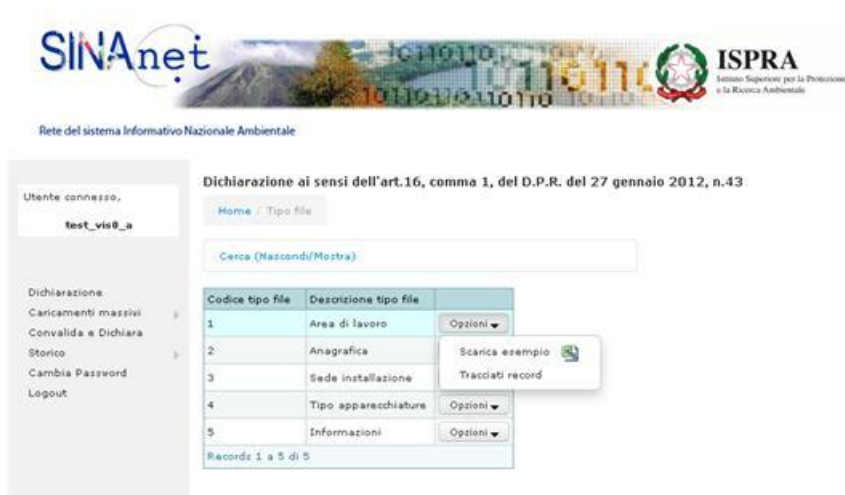 SINAnet
ISPRA
Istituto Superiore per la Protezione
e la Ricerca Ambientale
Rete del sistema Informativo Nazionale Ambientale
Dichiarazione ai sensi dell'art.16, comma 1, del D.P.R. del 27 gennaio 2012, n.43
Utente connesso,
test_vis0_a
Home / Tipo file
Cerca (Nascondi/Mostra)
Dichiarazione
Caricamenti massivi
Convalida e Dichiara
Storico
Cambia Password
Logout
Codice tipo file Descrizione tipo file
1 Area di lavoro Opzioni
2 Anagrafica
Scarica esempio
3 Sede installazione
Tracciati record
4 Tipo apparecchiature Opzioni
5 Informazioni Opzioni
Records 1 a 5 di 5